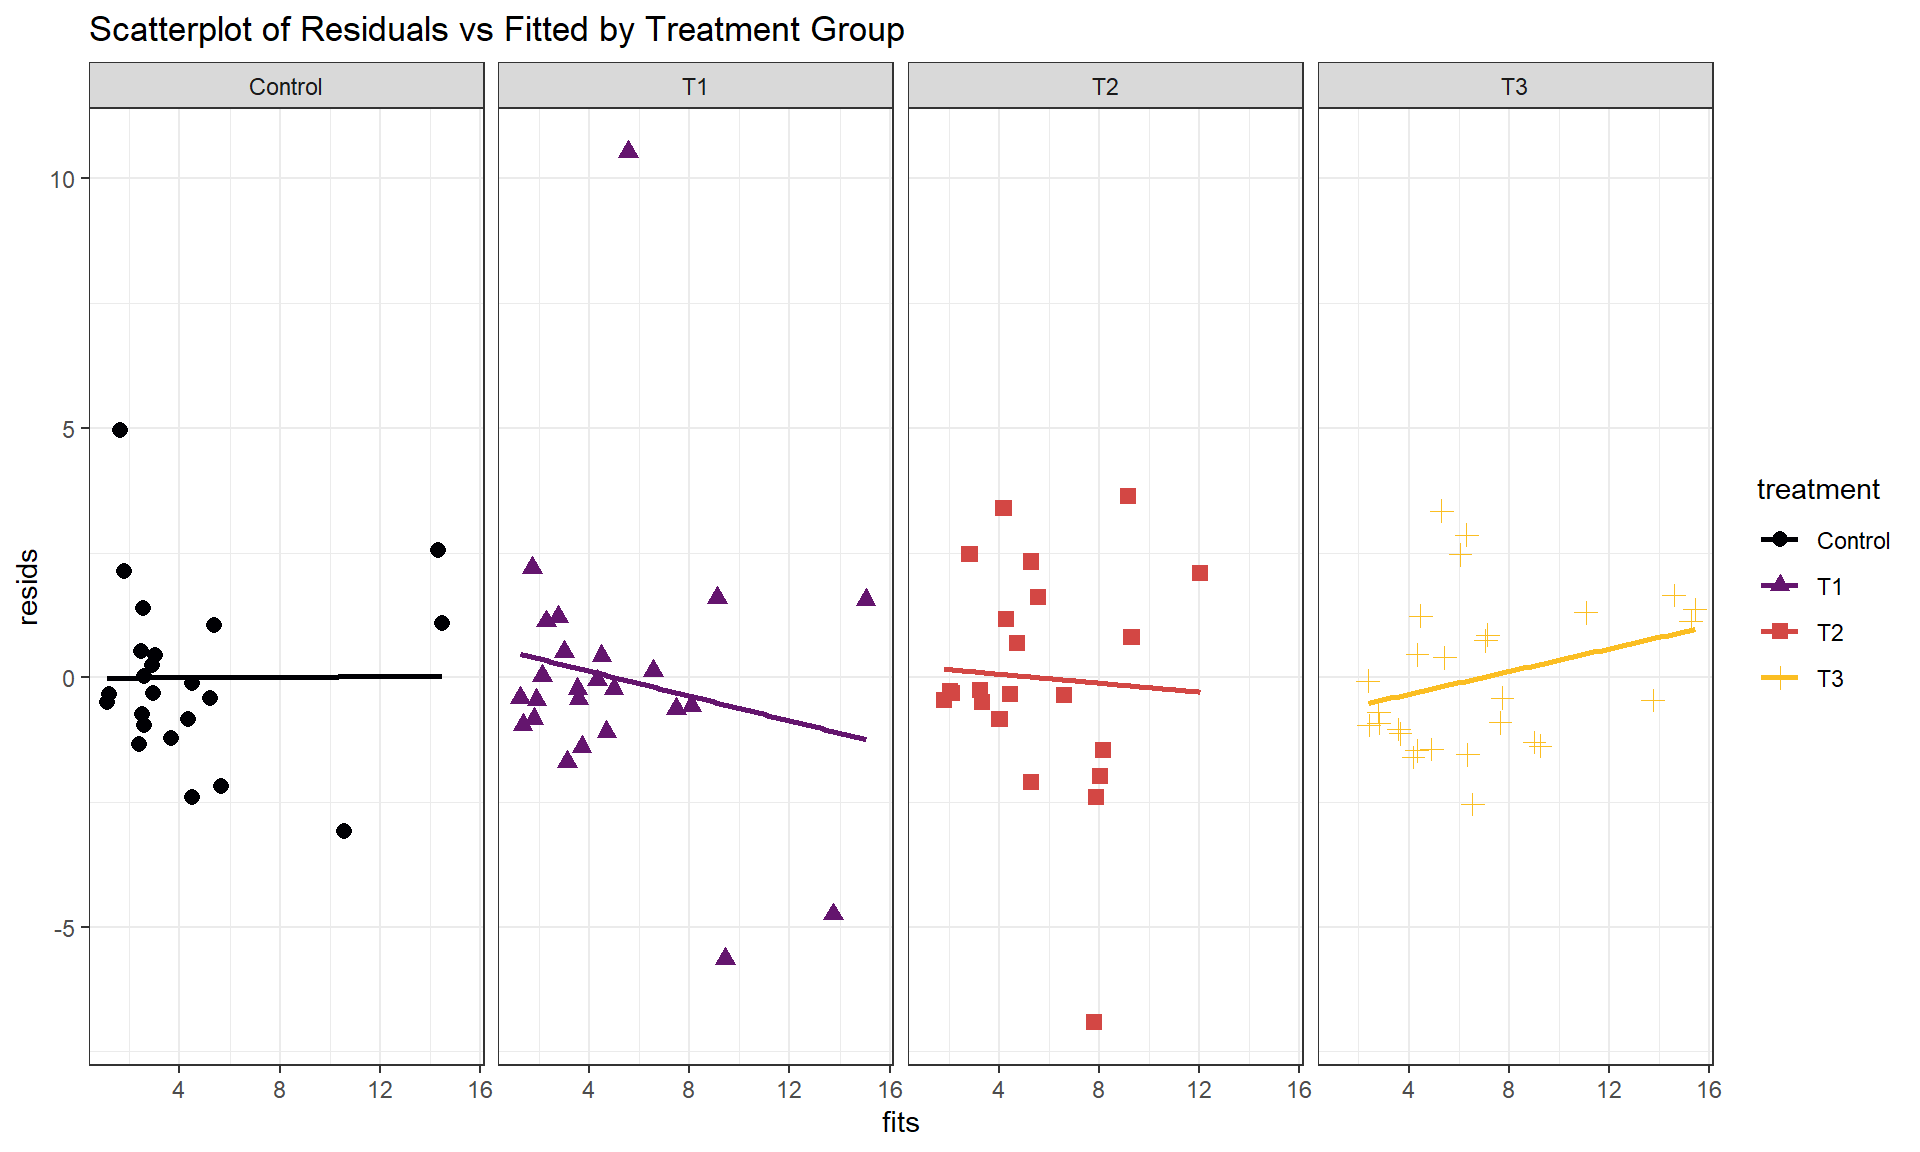 Scatterplot of Residuals vs Fitted by Treatment Group
Control T1 T2 T3
10
5
0
-5
resids
4 8 12 16 4 8 12 16 4 8 12 16 4 8 12 16
fits
treatment
Control
T1
T2
T3